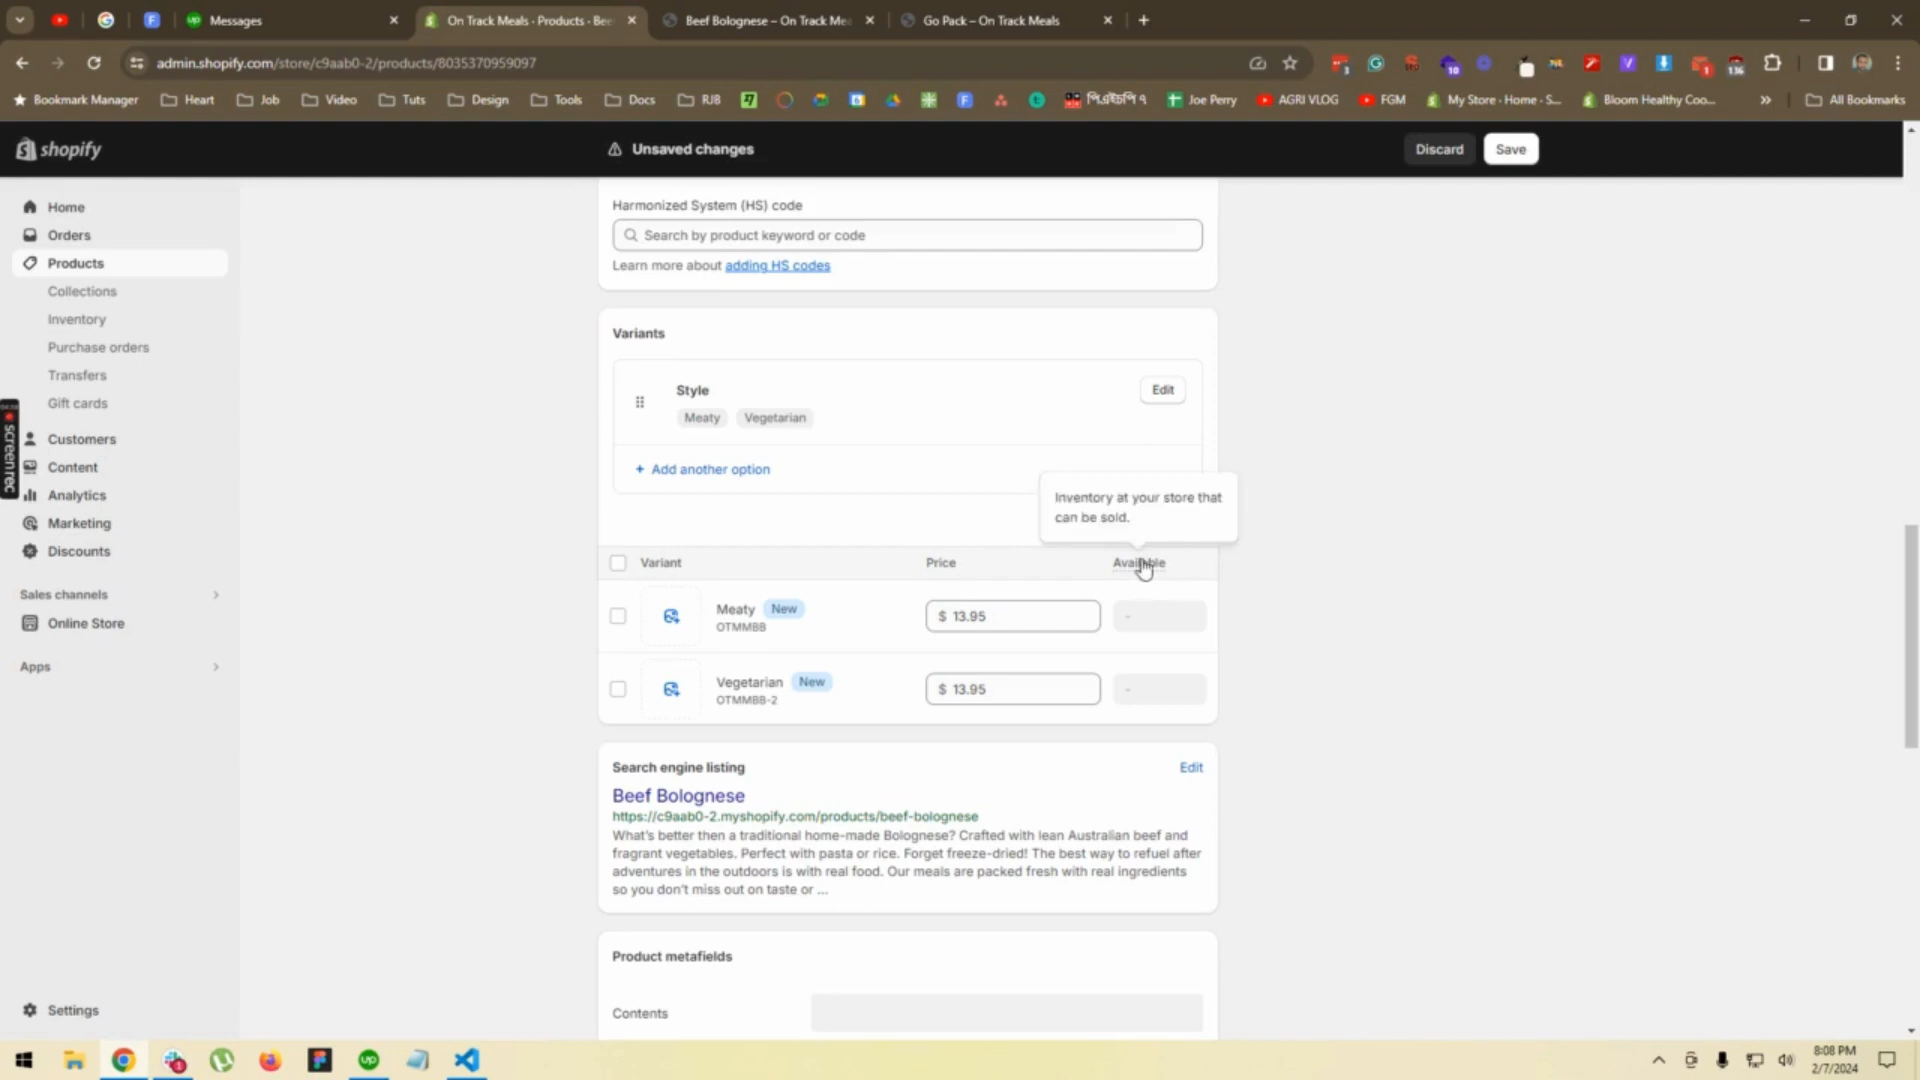 Messages
On Track Meals · Products · Bee
Beef Bolognese – On Track Me
Go Pack – On Track Meals
admin.shopify.com/store/c9aab0-2/products/8035370959097
Bookmark Manager
Heart
Job
Video
Tuts
Design
Tools
Docs
RJB
Joe Perry
AGRI VLOG
FGM
My Store · Home · S...
Bloom Healthy Coo...
All Bookmarks
shopify
Unsaved changes
Discard
Save
Home
Orders
Products
Collections
Inventory
Purchase orders
Transfers
Gift cards
Customers
Content
Analytics
Marketing
Discounts
Sales channels
Online Store
Apps
Settings
screenrec
Harmonized System (HS) code
Search by product keyword or code
Learn more about adding HS codes
Variants
Style
Edit
Meaty Vegetarian
+ Add another option
Inventory at your store that
can be sold.
Variant Price Available
Meaty New
OTMMBB
$ 13.95
-
Vegetarian New
OTMMBB-2
$ 13.95
-
Search engine listing
Edit
Beef Bolognese
https://c9aab0-2.myshopify.com/products/beef-bolognese
What's better then a traditional home-made Bolognese? Crafted with lean Australian beef and
fragrant vegetables. Perfect with pasta or rice. Forget freeze-dried! The best way to refuel after
adventures in the outdoors is with real food. Our meals are packed fresh with real ingredients
so you don't miss out on taste or ...
Product metafields
Contents
8:08 PM
2/7/2024